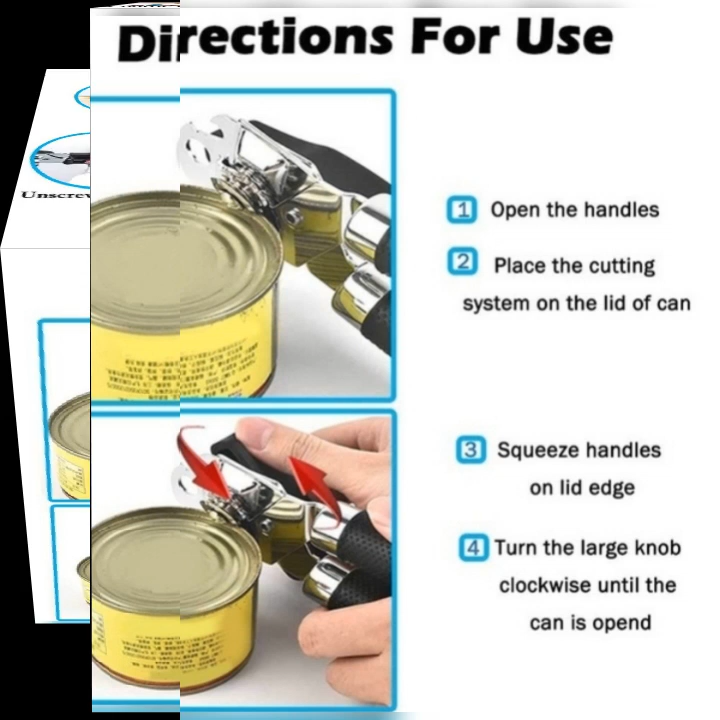 Directions For Use
1 Open the handles
2 Place the cutting
system on the lid of can
3 Squeeze handles
on lid edge
4 Turn the large knob
clockwise until the
can is opend